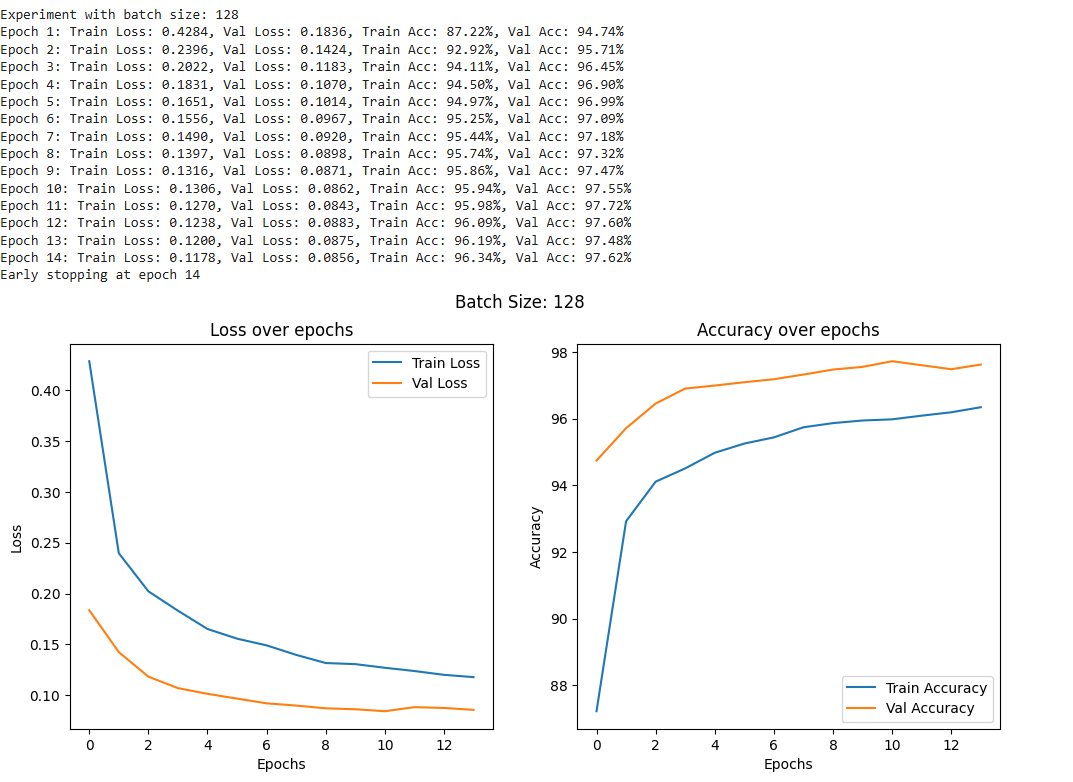 Experiment with batch size: 128
Epoch 1: Train Loss: 0.4284, Val Loss: 0.1836, Train Acc: 87.22%, Val Acc: 94.74%
Epoch 2: Train Loss: 0.2396, Val Loss: 0.1424, Train Acc: 92.92%, Val Acc: 95.71%
Epoch 3: Train Loss: 0.2022, Val Loss: 0.1183, Train Acc: 94.11%, Val Acc: 96.45%
Epoch 4: Train Loss: 0.1831, Val Loss: 0.1070, Train Acc: 94.50%, Val Acc: 96.90%
Epoch 5: Train Loss: 0.1651, Val Loss: 0.1014, Train Acc: 94.97%, Val Acc: 96.99%
Epoch 6: Train Loss: 0.1556, Val Loss: 0.0967, Train Acc: 95.25%, Val Acc: 97.09%
Epoch 7: Train Loss: 0.1490, Val Loss: 0.0920, Train Acc: 95.44%, Val Acc: 97.18%
Epoch 8: Train Loss: 0.1397, Val Loss: 0.0898, Train Acc: 95.74%, Val Acc: 97.32%
Epoch 9: Train Loss: 0.1316, Val Loss: 0.0871, Train Acc: 95.86%, Val Acc: 97.47%
Epoch 10: Train Loss: 0.1306, Val Loss: 0.0862, Train Acc: 95.94%, Val Acc: 97.55%
Epoch 11: Train Loss: 0.1270, Val Loss: 0.0843, Train Acc: 95.98%, Val Acc: 97.72%
Epoch 12: Train Loss: 0.1238, Val Loss: 0.0883, Train Acc: 96.09%, Val Acc: 97.60%
Epoch 13: Train Loss: 0.1200, Val Loss: 0.0875, Train Acc: 96.19%, Val Acc: 97.48%
Epoch 14: Train Loss: 0.1178, Val Loss: 0.0856, Train Acc: 96.34%, Val Acc: 97.62%
Early stopping at epoch 14
Batch Size: 128
Loss over epochs
Train Loss
Val Loss
0.40
0.35
0.30
0.25
0.20
0.15
0.10
Loss
0 2 4 6 8 10 12
Epochs
Accuracy over epochs
98
96
94
92
90
88
Accuracy
Train Accuracy
Val Accuracy
0 2 4 6 8 10 12
Epochs